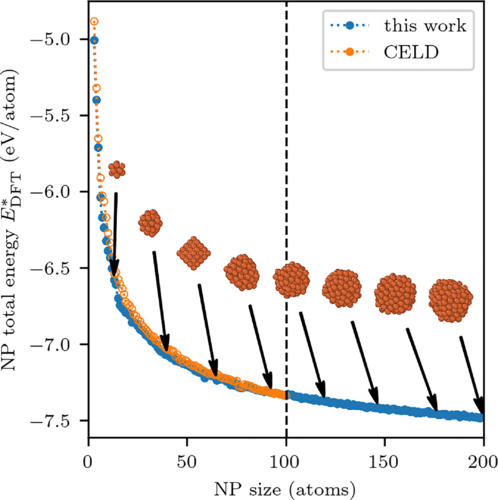 this work
CELD
−5.0
−5.5
−6.0
−6.5
−7.0
−7.5
NP total energy E*DFT (eV/atom)
0 50 100 150 200
NP size (atoms)